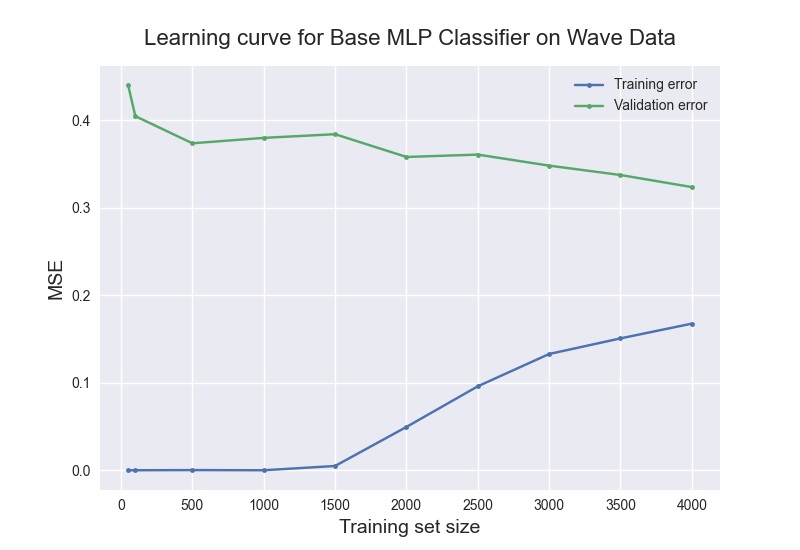 Learning curve for Base MLP Classifier on Wave Data
Training error
Validation error
0.4
0.3
0.2
0.1
0.0
MSE
0 500 1000 1500 2000 2500 3000 3500 4000
Training set size